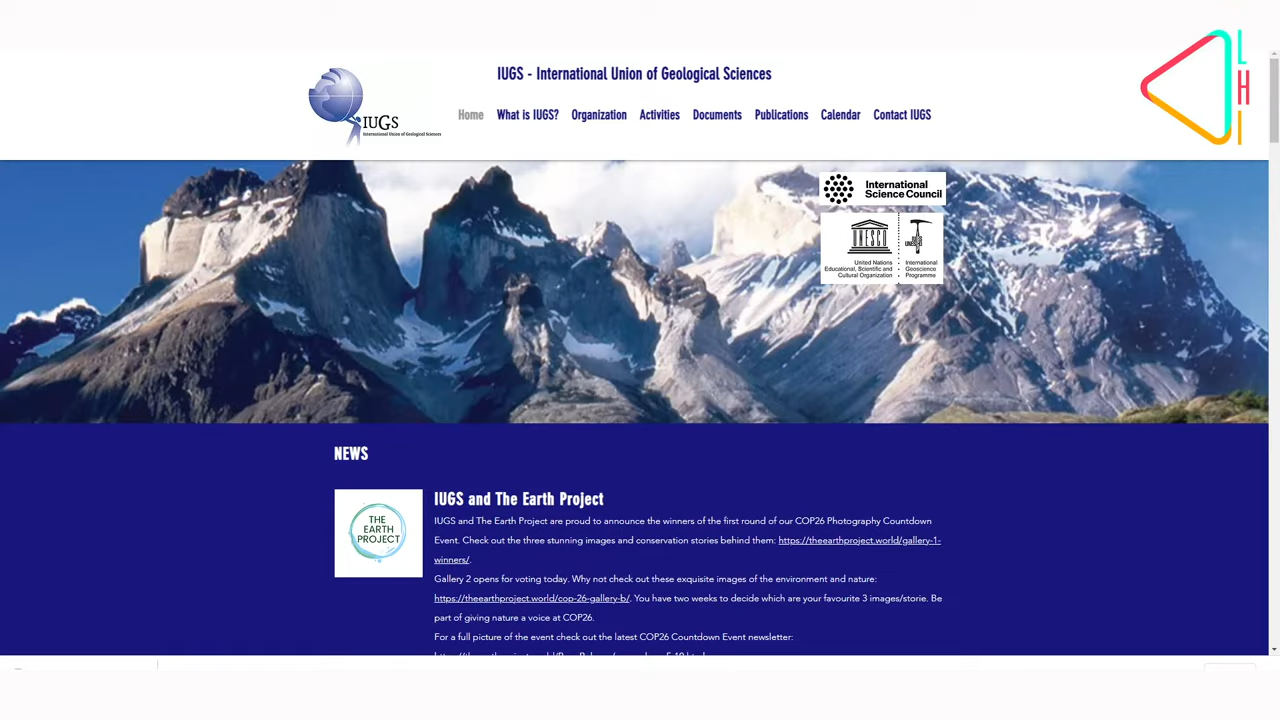 IUGS - International Union of Geological Sciences
IUGS
International Union of Geological Sciences
Home What is IUGS? Organization Activities Documents Publications Calendar Contact IUGS
LHI
International
Science Council
UNESCO
United Nations
Educational, Scientific and
Cultural Organization
International
Geoscience
Programme
NEWS
THE
EARTH
PROJECT
IUGS and The Earth Project
IUGS and The Earth Project are proud to announce the winners of the first round of our COP26 Photography Countdown
Event. Check out the three stunning images and conservation stories behind them: https://theearthproject.world/gallery-1-
winners/.
Gallery 2 opens for voting today. Why not check out these exquisite images of the environment and nature:
https://theearthproject.world/cop-26-gallery-b/. You have two weeks to decide which are your favourite 3 images/storie. Be
part of giving nature a voice at COP26.
For a full picture of the event check out the latest COP26 Countdown Event newsletter: